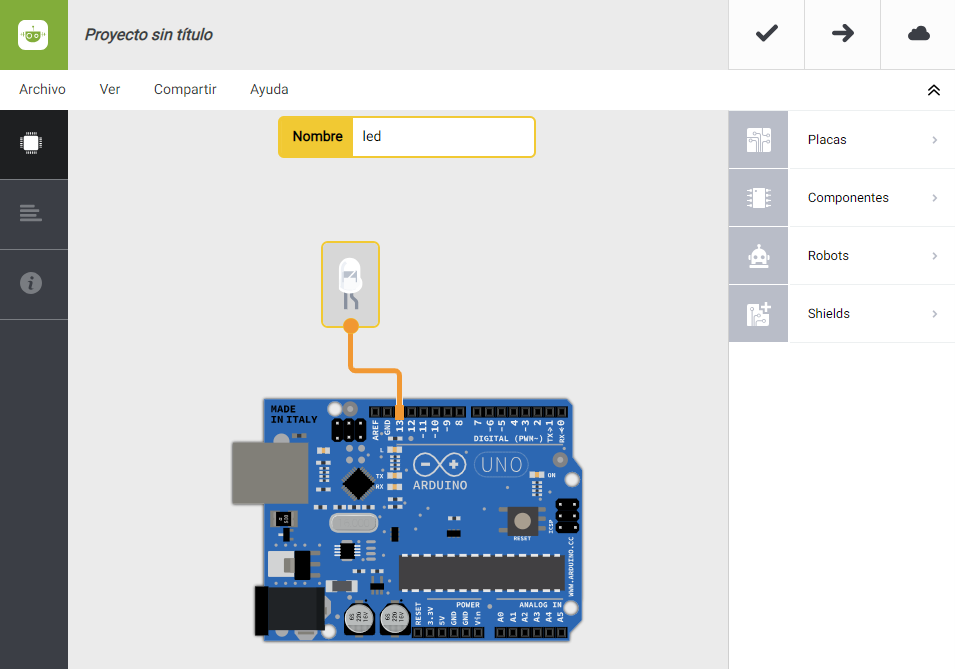 Proyecto sin título
Archivo Ver Compartir Ayuda
Nombre led
Placas
Componentes
Robots
Shields
MADE
IN ITALY
AREF
GND
13
12
~11
~10
~9
8
7
~6
~5
4
~3
2
TX→1
RX←0
DIGITAL (PWM~)
L
TX
RX
UNO
ARDUINO
ON
RESET
ICSP
WWW.ARDUINO.CC
POWER
ANALOG IN
RESET
3.3V
5V
GND
GND
Vin
A0
A1
A2
A3
A4
A5